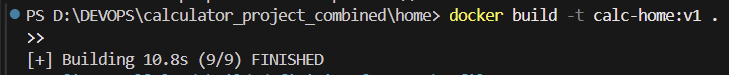 PS D:\DEVOPS\calculator_project_combined\home> docker build -t calc-home:v1 .
>>
[+] Building 10.8s (9/9) FINISHED